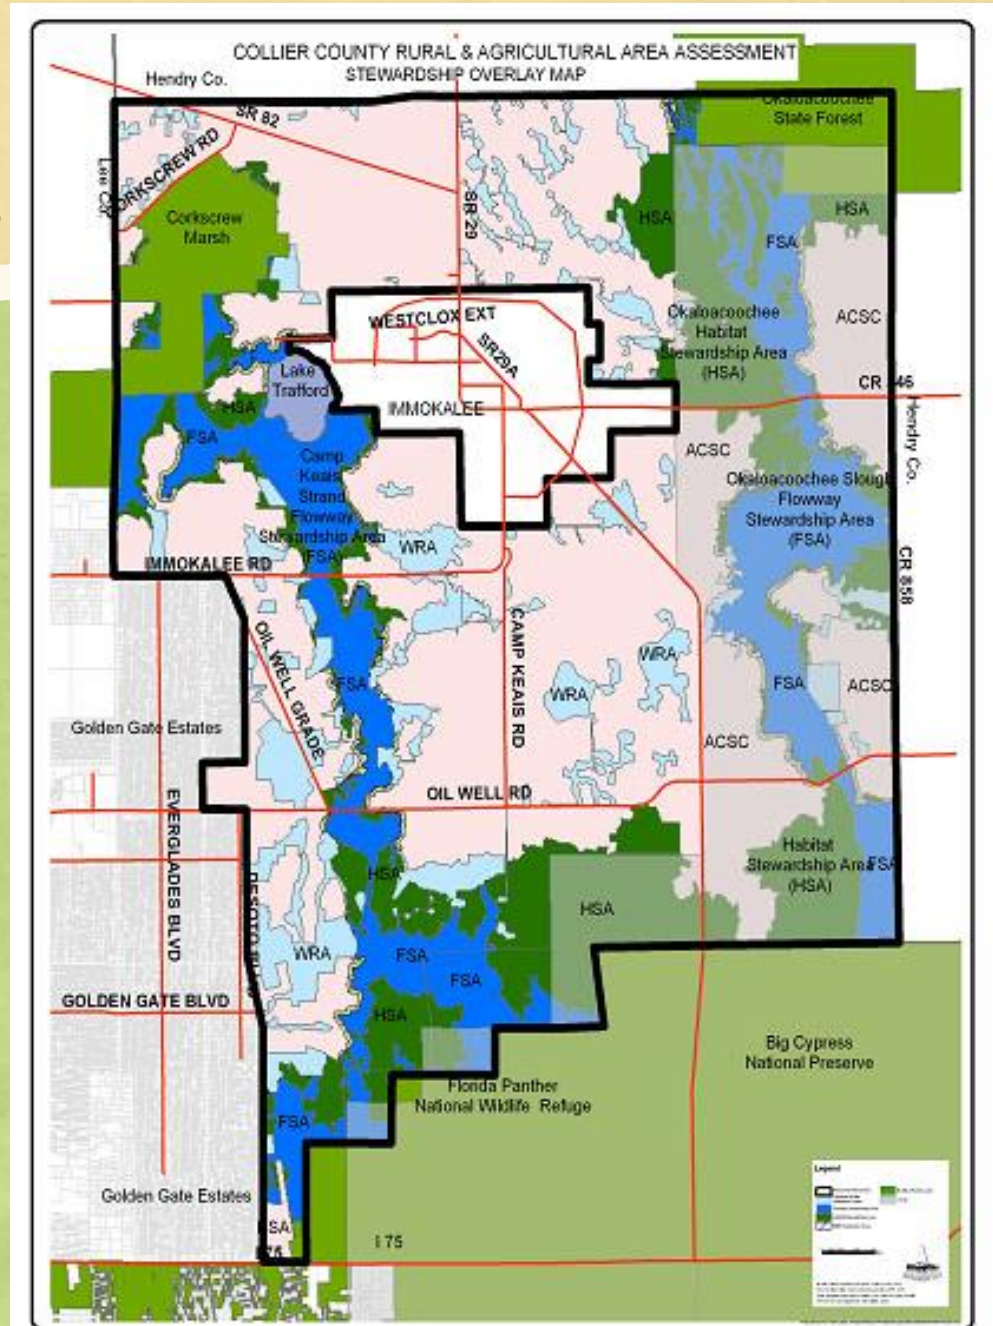 COLLIER COUNTY RURAL & AGRICULTURAL AREA ASSESSMENT
STEWARDSHIP OVERLAY MAP
Hendry Co.
Okaloacoochee
State Forest
SR 82
CORKSCREW RD
Lee Co.
SR 29
Corkscrew
Marsh
HSA
HSA
FSA
Okaloacoochee
Habitat
Stewardship Area
(HSA)
ACSC
WESTCLOX EXT
SR29A
Lake
Trafford
IMMOKALEE
CR 846
Hendry Co.
HSA
FSA
Camp
Keais
Strand
Flowway
Stewardship Area
(FSA)
ACSC
Okaloacoochee Slough
Flowway
Stewardship Area
(FSA)
WRA
IMMOKALEE RD
CR 858
OIL WELL GRADE
CAMP KEAIS RD
WRA
WRA
FSA
FSA
ACSC
Golden Gate Estates
ACSC
OIL WELL RD
EVERGLADES BLVD
HSA
Habitat
Stewardship Area
(HSA)
FSA
HSA
WRA
FSA
FSA
GOLDEN GATE BLVD
HSA
Big Cypress
National Preserve
Florida Panther
National Wildlife Refuge
FSA
Golden Gate Estates
I 75
Legend